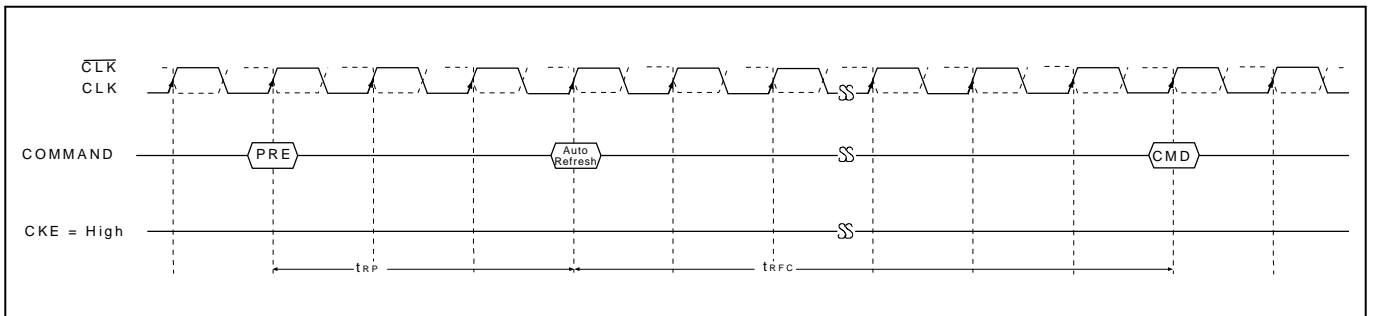 CLK
CLK
COMMAND
PRE
Auto
Refresh
CMD
CKE = High
tRP
tRFC